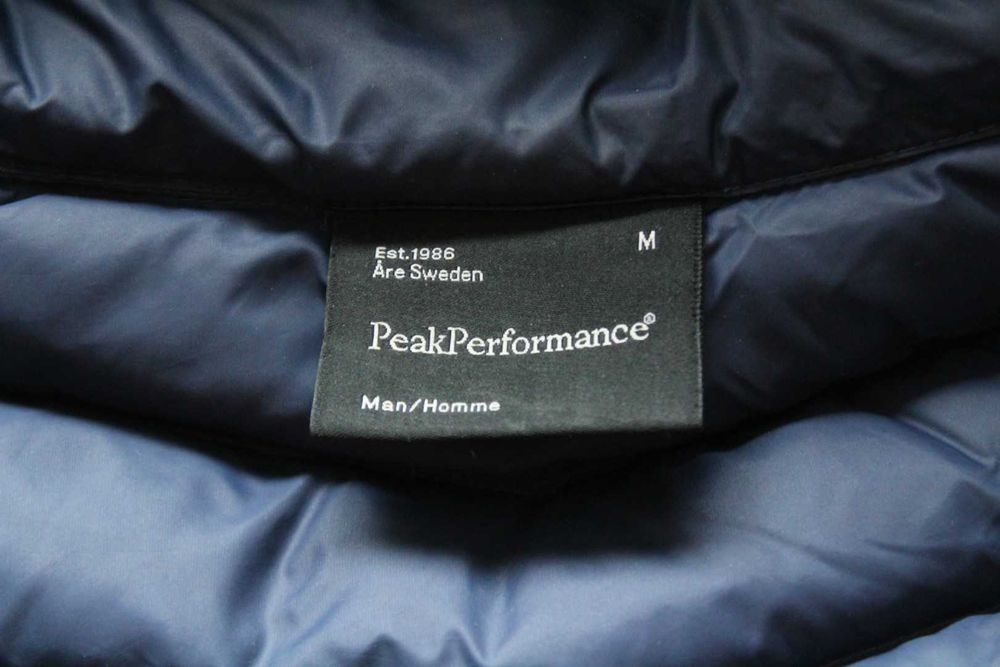 Est.1986
M
Åre Sweden
PeakPerformance®
Man/Homme